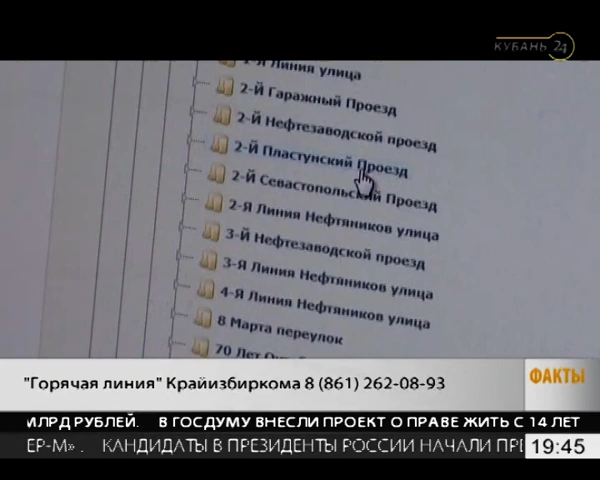 КУБАНЬ 24
1-Я Линия улица
2-Й Гаражный Проезд
2-Й Нефтезаводской проезд
2-Й Пластунский Проезд
2-Й Севастопольский Проезд
2-Я Линия Нефтяников улица
3-Й Нефтезаводской проезд
3-Я Линия Нефтяников улица
4-Я Линия Нефтяников улица
8 Марта переулок
70 Лет
"Горячая линия" Крайизбиркома 8 (861) 262-08-93
ФАКТЫ
МЛРД РУБЛЕЙ. В ГОСДУМУ ВНЕСЛИ ПРОЕКТ О ПРАВЕ ЖИТЬ С 14 ЛЕТ
ЕР-М». КАНДИДАТЫ В ПРЕЗИДЕНТЫ РОССИИ НАЧАЛИ ПРЕ
19:45